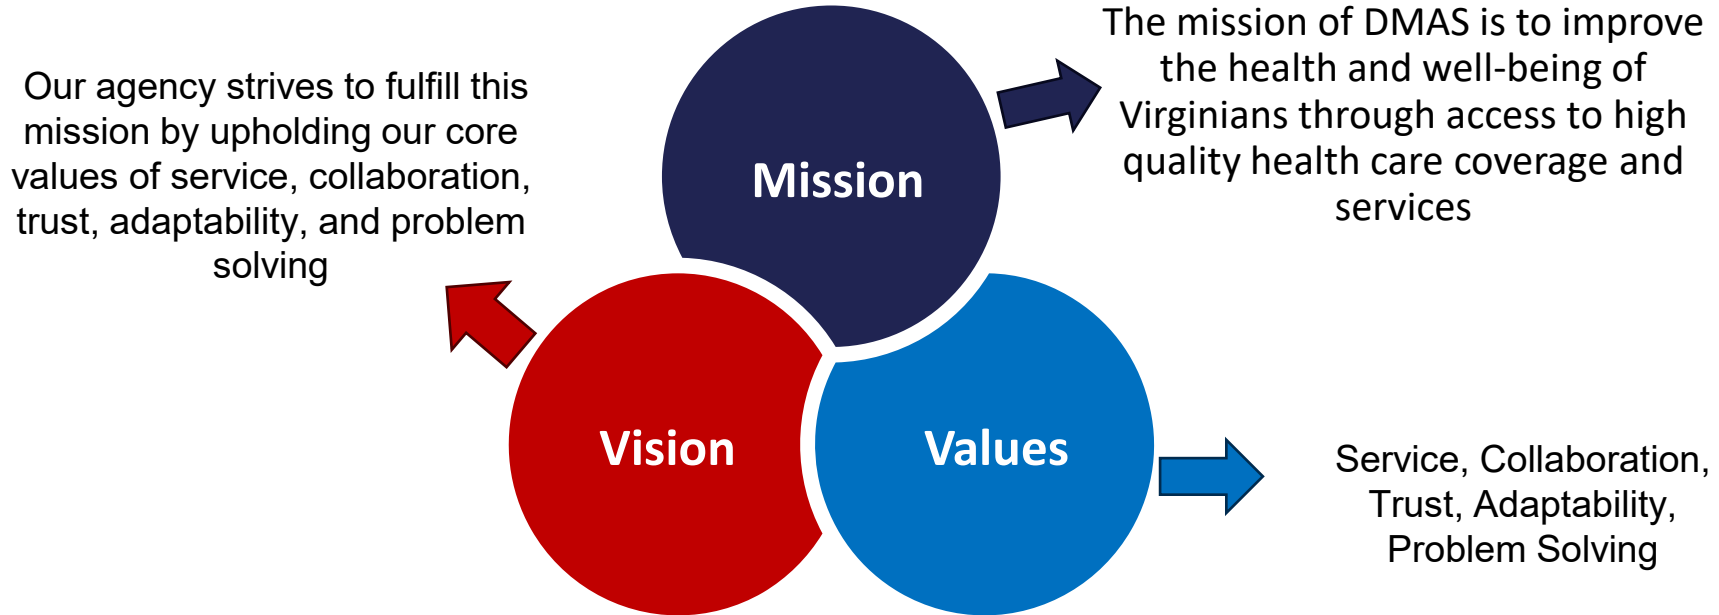 The mission of DMAS is to improve
the health and well-being of
Virginians through access to high
quality health care coverage and
services
Our agency strives to fulfill this
mission by upholding our core
values of service, collaboration,
trust, adaptability, and problem
solving
Mission
Vision
Values
Service, Collaboration,
Trust, Adaptability,
Problem Solving